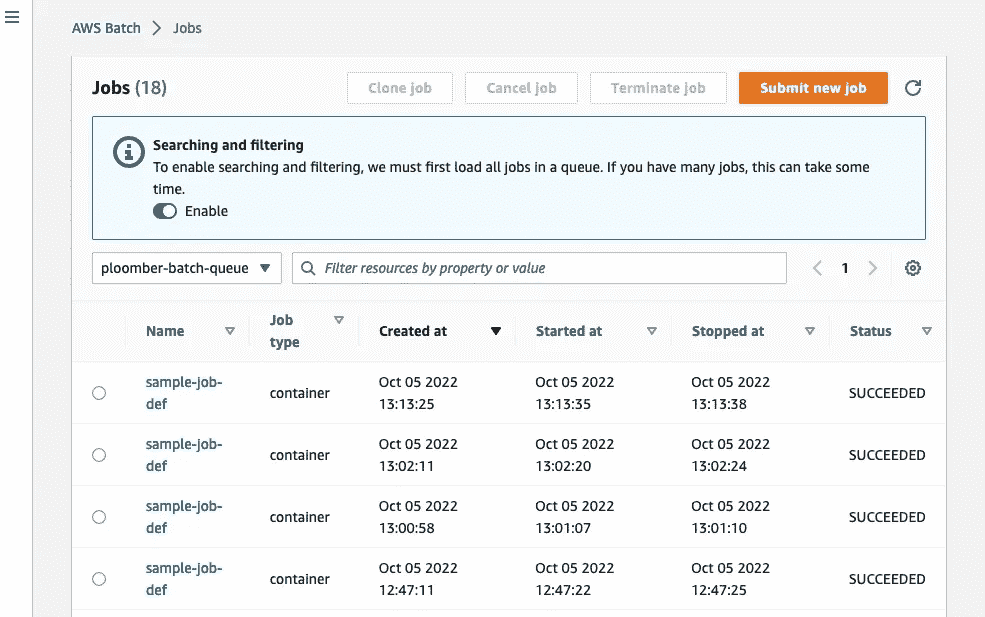 AWS Batch > Jobs
Jobs (18)
Clone job
Cancel job
Terminate job
Submit new job
Searching and filtering
To enable searching and filtering, we must first load all jobs in a queue. If you have many jobs, this can take some
time.
Enable
ploomber-batch-queue
Filter resources by property or value
< 1 >
Name
Job
type
Created at
Started at
Stopped at
Status
sample-job-
def
container
Oct 05 2022
13:13:25
Oct 05 2022
13:13:35
Oct 05 2022
13:13:38
SUCCEEDED
sample-job-
def
container
Oct 05 2022
13:02:11
Oct 05 2022
13:02:20
Oct 05 2022
13:02:24
SUCCEEDED
sample-job-
def
container
Oct 05 2022
13:00:58
Oct 05 2022
13:01:07
Oct 05 2022
13:01:10
SUCCEEDED
sample-job-
def
container
Oct 05 2022
12:47:11
Oct 05 2022
12:47:22
Oct 05 2022
12:47:25
SUCCEEDED